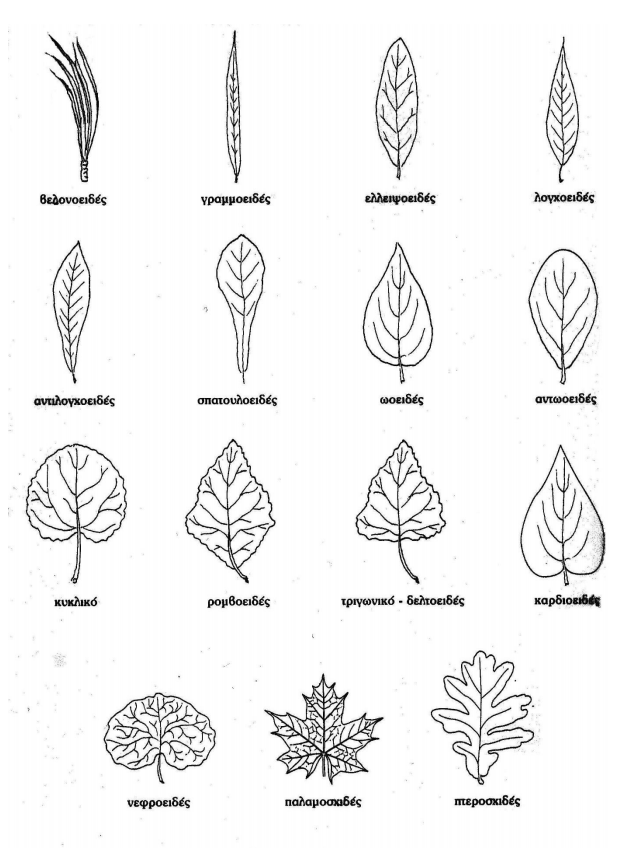 βελονοειδές
γραμμοειδές
ελλειψοειδές
λογχοειδές
αντιλογχοειδές
σπατουλοειδές
ωοειδές
αντωοειδές
κυκλικό
ρομβοειδές
τριγωνικό - δελτοειδές
καρδιοειδές
νεφροειδές
παλαμοσχιδές
πτεροσχιδές